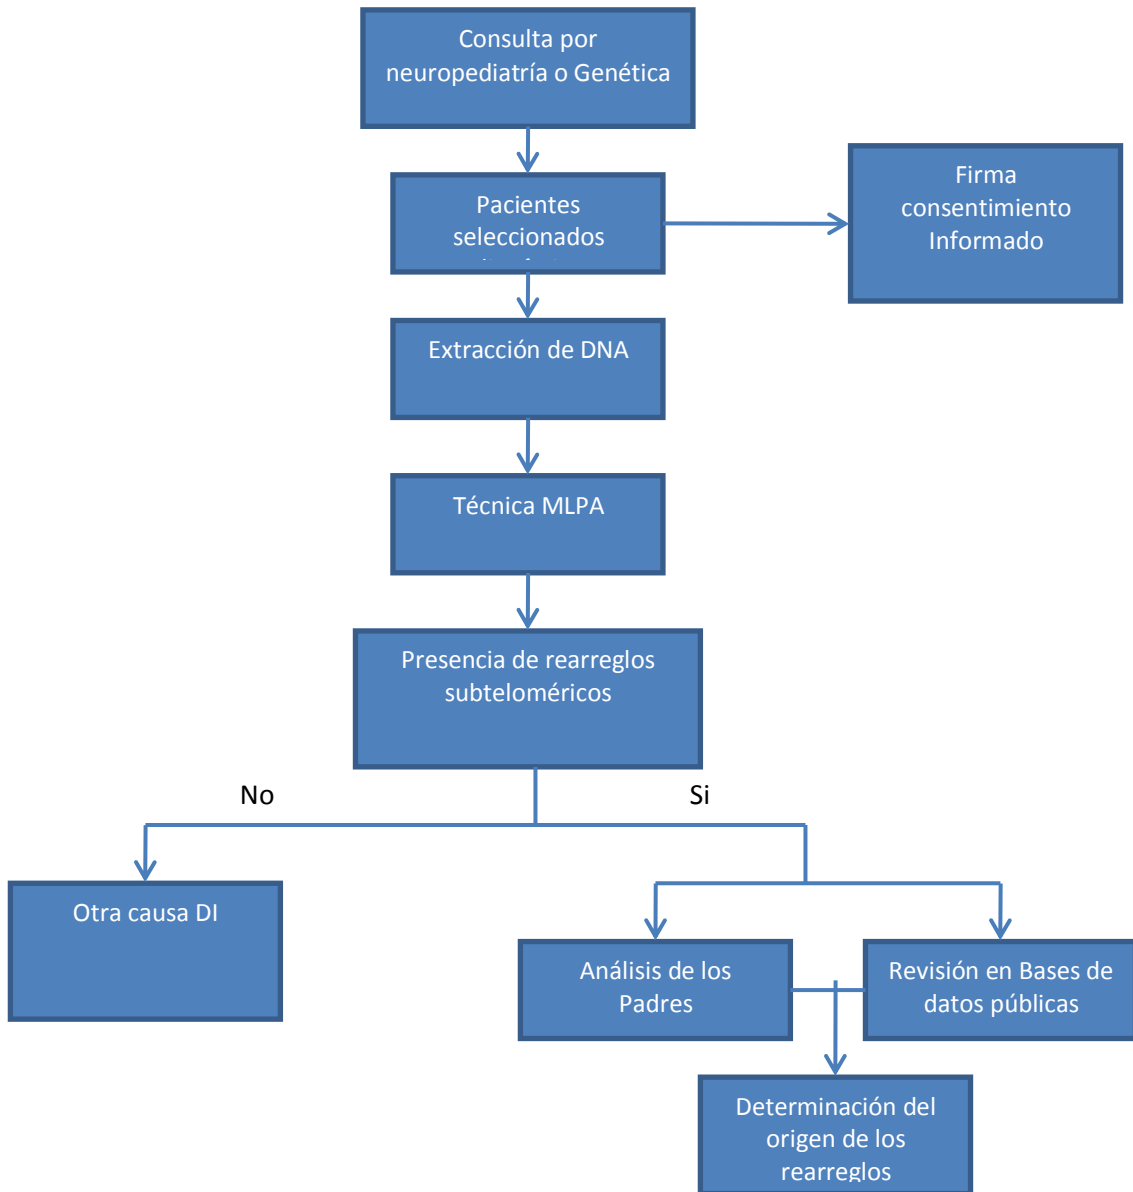 Consulta por
neuropediatría o Genética
Firma
consentimiento
Informado
Pacientes
seleccionados
Extracción de DNA
Técnica MLPA
Presencia de rearreglos
subteloméricos
No
Si
Otra causa DI
Análisis de los
Padres
Revisión en Bases de
datos públicas
Determinación del
origen de los
rearreglos